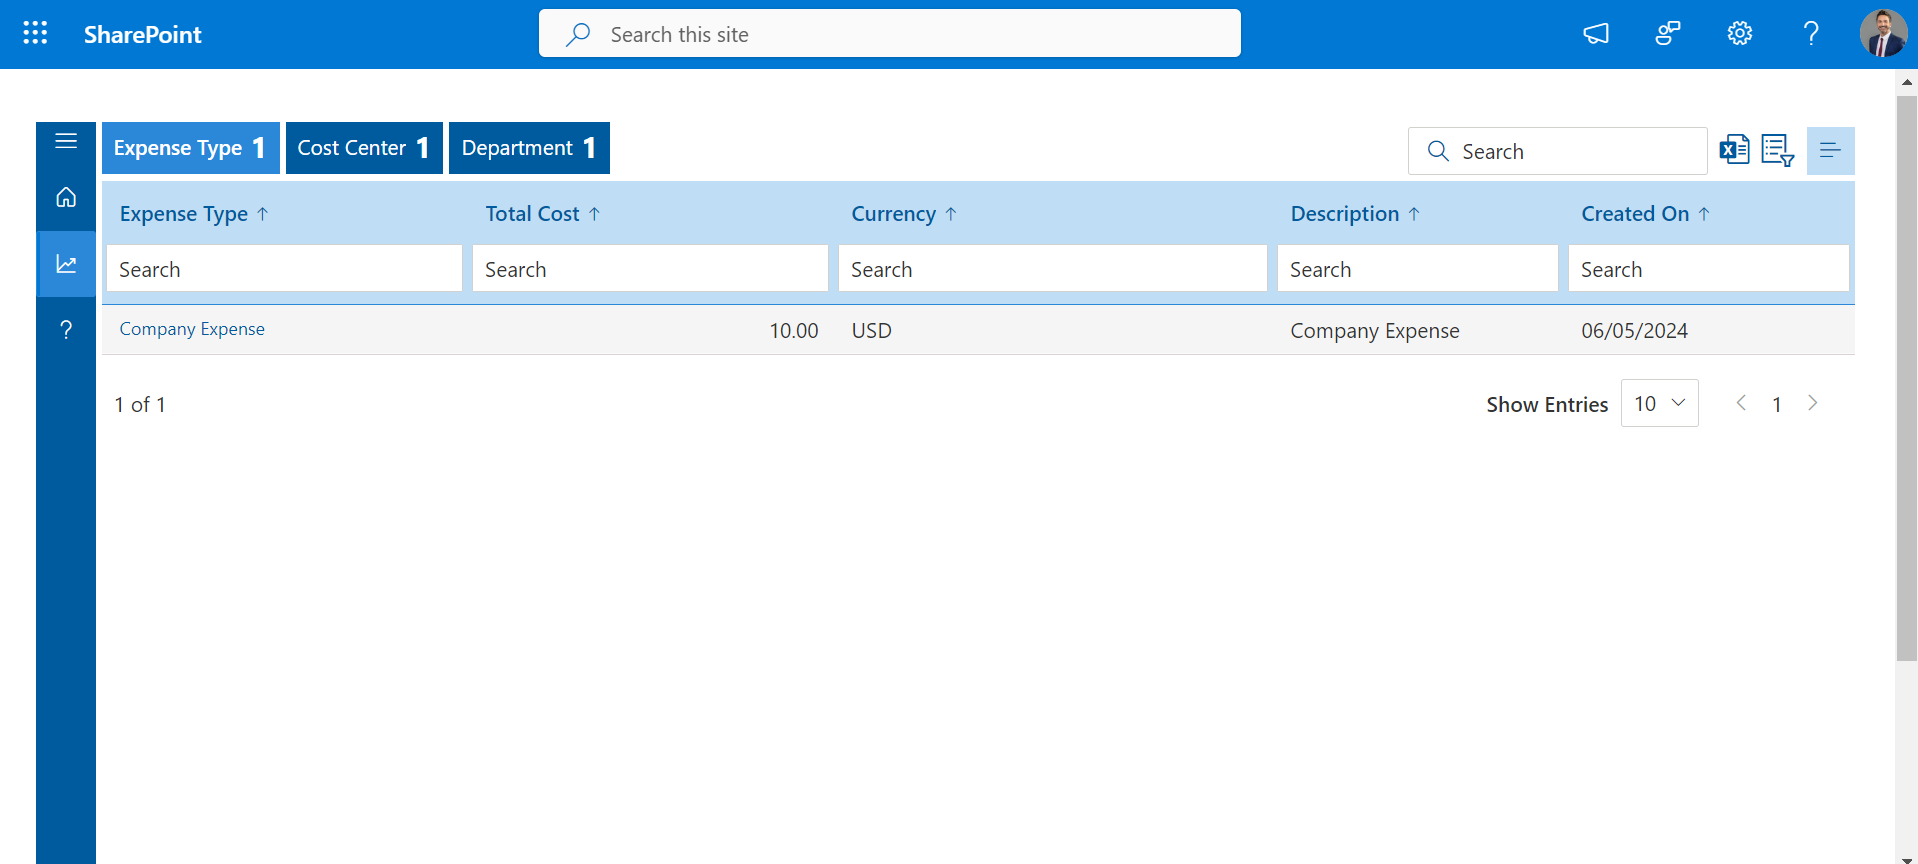 SharePoint
Search this site
?
Expense Type 1
Cost Center 1
Department 1
Search
Expense Type ↑
Total Cost ↑
Currency ↑
Description ↑
Created On ↑
Search
Search
Search
Search
Search
?
Company Expense
10.00
USD
Company Expense
06/05/2024
1 of 1
Show Entries
10
1